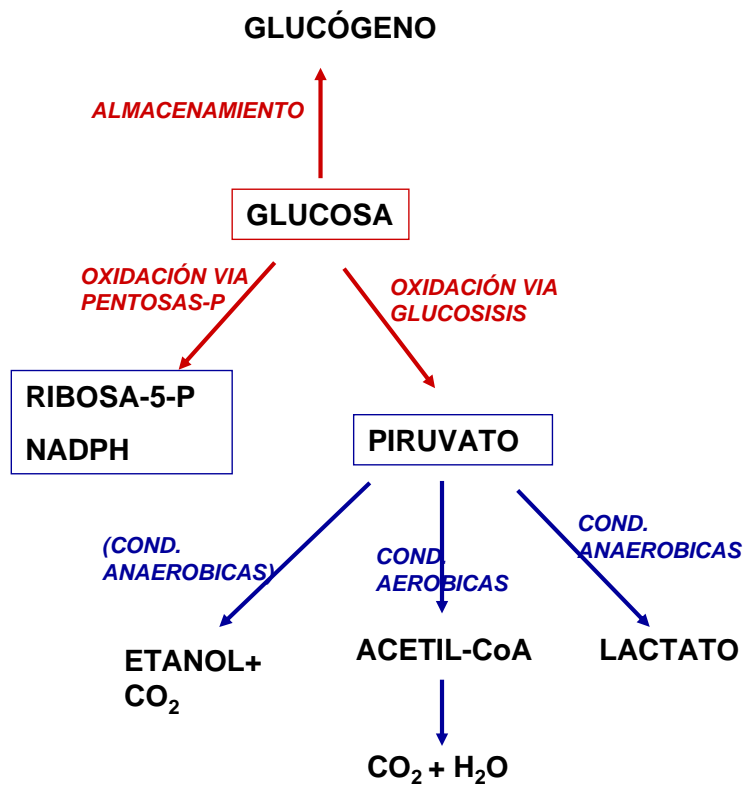 GLUCÓGENO
ALMACENAMIENTO
GLUCOSA
OXIDACIÓN VIA
PENTOSAS-P
OXIDACIÓN VIA
GLUCOSISIS
RIBOSA-5-P
NADPH
PIRUVATO
(COND.
ANAEROBICAS)
COND.
AEROBICAS
COND.
ANAEROBICAS
ETANOL+
CO₂
ACETIL-CoA
LACTATO
CO₂ + H₂O